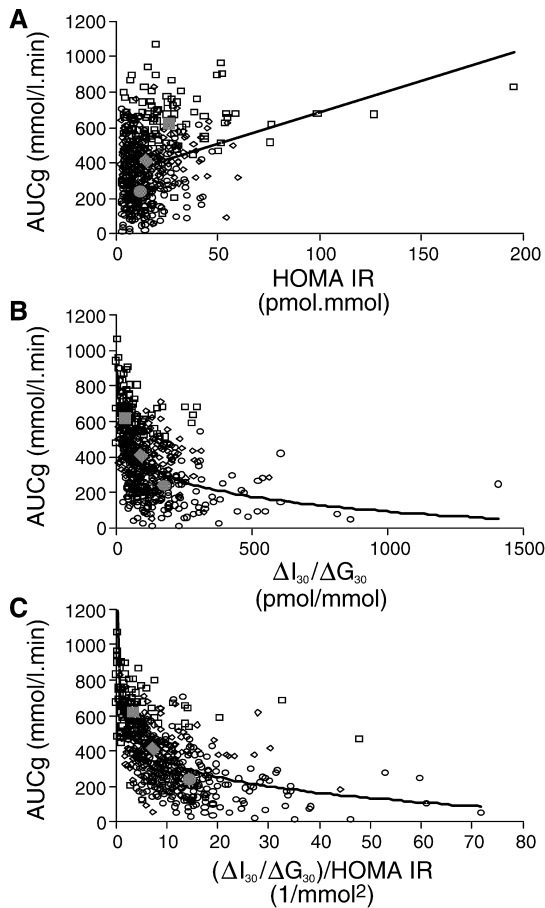 A
AUCg (mmol/l.min)
1200
1000
800
600
400
200
0
0 50 100 150 200
HOMA IR
(pmol.mmol)
B
AUCg (mmol/l.min)
1200
1000
800
600
400
200
0
0 500 1000 1500
ΔI₃₀/ΔG₃₀
(pmol/mmol)
C
AUCg (mmol/l.min)
1200
1000
800
600
400
200
0
0 10 20 30 40 50 60 70 80
(ΔI₃₀/ΔG₃₀)/HOMA IR
(1/mmol²)